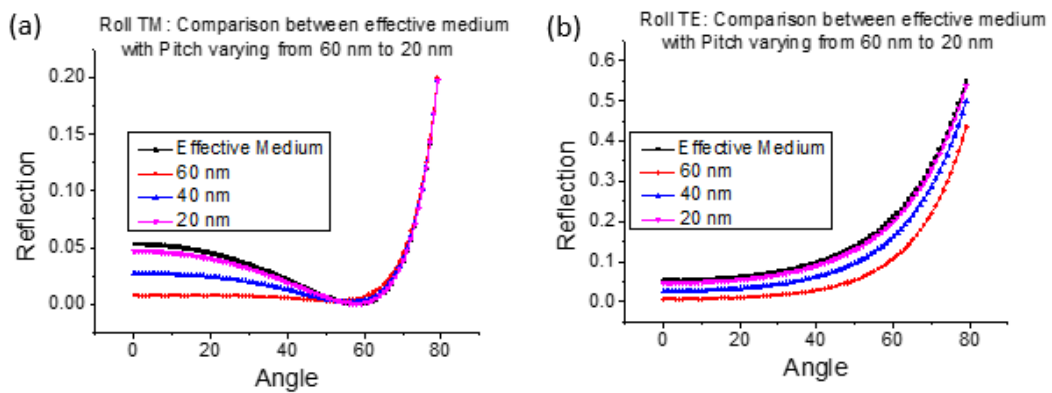 (a)
Roll TM: Comparison between effective medium
with Pitch varying from 60 nm to 20 nm
0.20
0.15
0.10
0.05
0.00
Reflection
Effective Medium
60 nm
40 nm
20 nm
0 20 40 60 80
Angle
(b)
Roll TE: Comparison between effective medium
with Pitch varying from 60 nm to 20 nm
0.6
0.5
0.4
0.3
0.2
0.1
0.0
Reflection
Effective Medium
60 nm
40 nm
20 nm
0 20 40 60 80
Angle